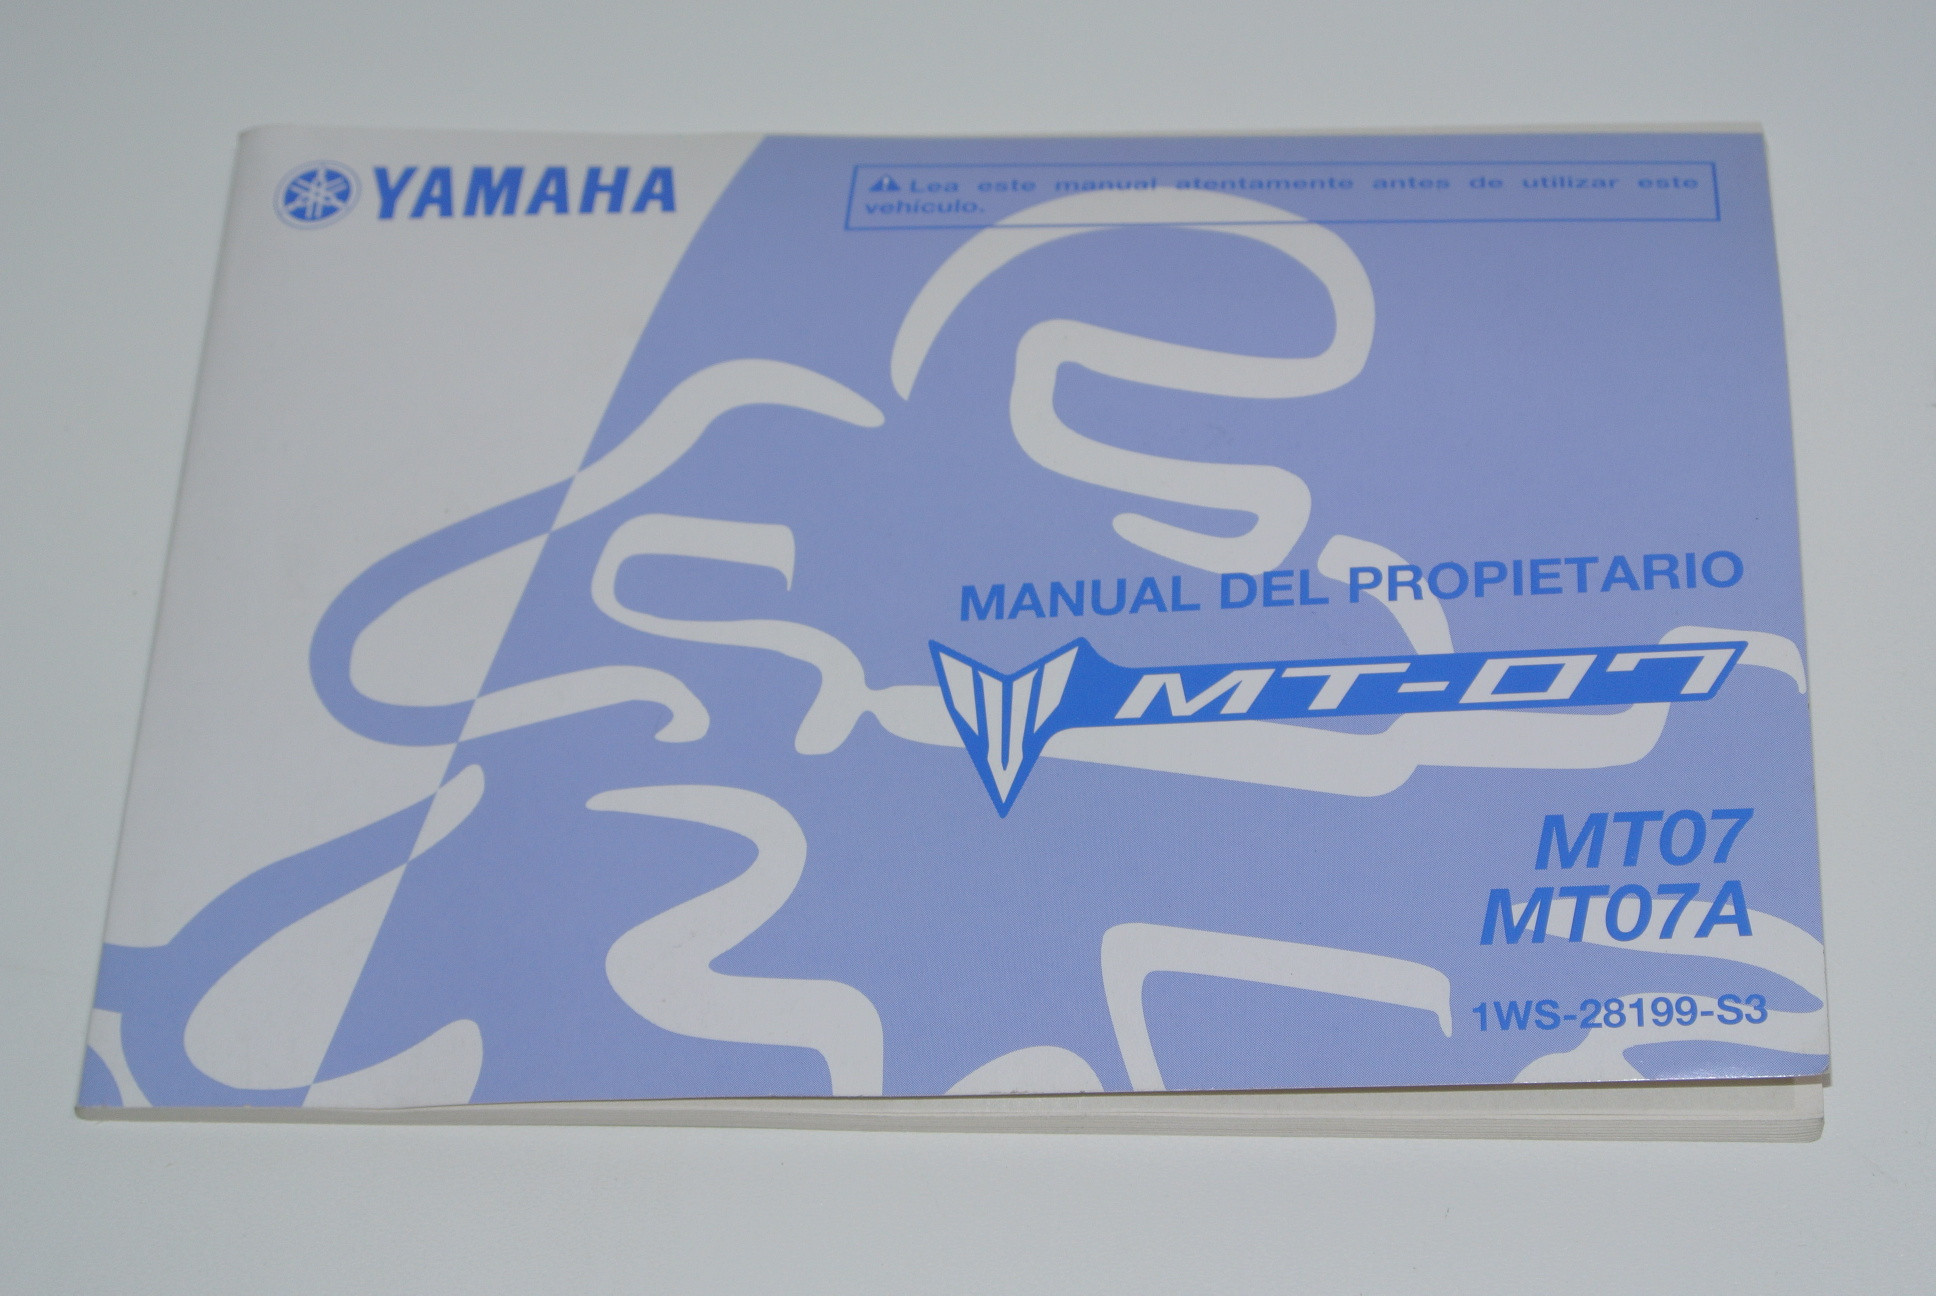 YAMAHA
Lea este manual atentamente antes de utilizar este
vehículo.
MANUAL DEL PROPIETARIO
MT-07
MT07
MT07A
1WS-28199-S3